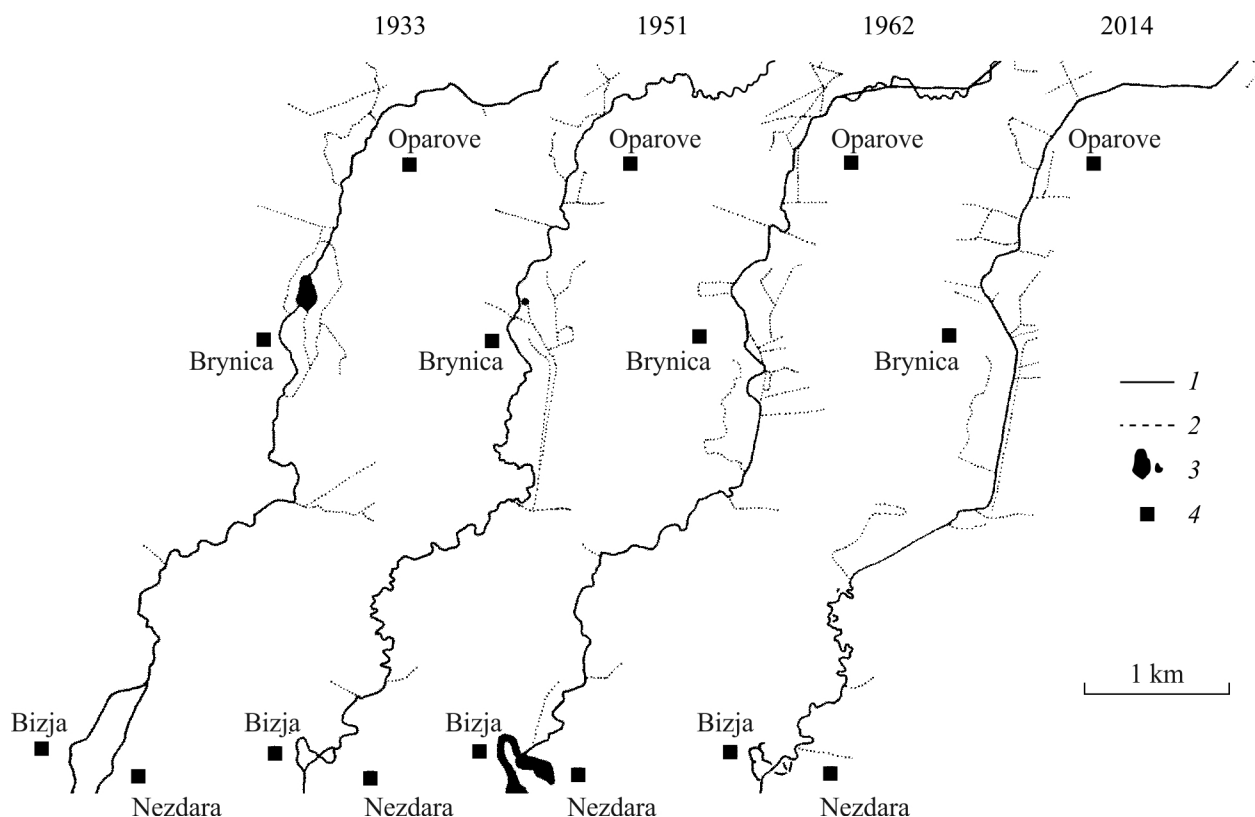 1933 1951 1962 2014
Oparove Oparove Oparove Oparove
Brynica Brynica Brynica Brynica
1
2
3
4
1 km
Bizja Bizja Bizja Bizja
Nezdara Nezdara Nezdara Nezdara